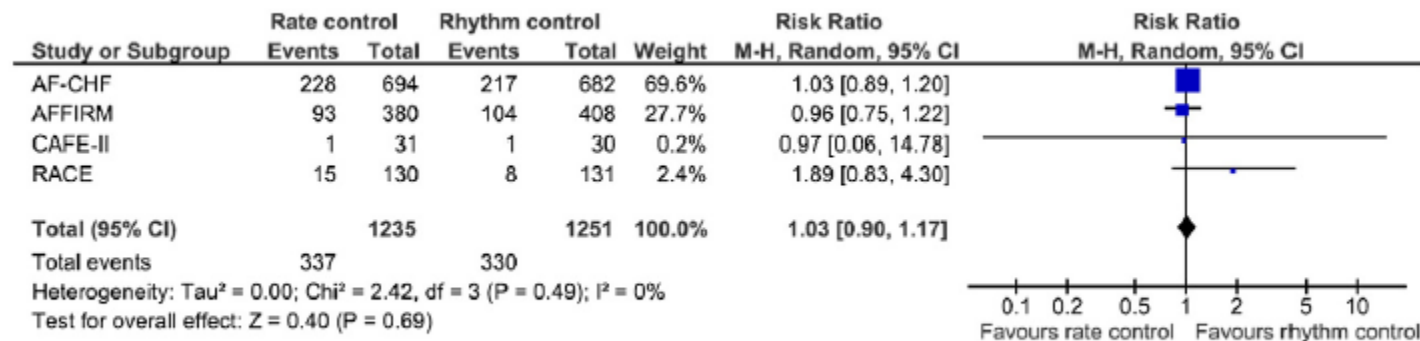 Rate control Rhythm control Risk Ratio Risk Ratio
Study or Subgroup Events Total Events Total Weight M-H, Random, 95% CI M-H, Random, 95% CI
AF-CHF 228 694 217 682 69.6% 1.03 [0.89, 1.20]
AFFIRM 93 380 104 408 27.7% 0.96 [0.75, 1.22]
CAFE-II 1 31 1 30 0.2% 0.97 [0.06, 14.78]
RACE 15 130 8 131 2.4% 1.89 [0.83, 4.30]
Total (95% CI) 1235 1251 100.0% 1.03 [0.90, 1.17]
Total events 337 330
Heterogeneity: Tau² = 0.00; Chi² = 2.42, df = 3 (P = 0.49); I² = 0%
Test for overall effect: Z = 0.40 (P = 0.69)
0.1 0.2 0.5 1 2 5 10
Favours rate control Favours rhythm control